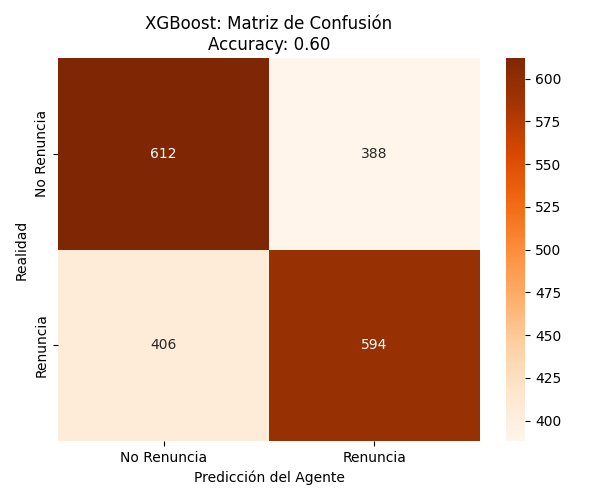 XGBoost: Matriz de Confusión
Accuracy: 0.60
No Renuncia
Renuncia
Realidad
612
388
406
594
No Renuncia
Renuncia
Predicción del Agente
600
575
550
525
500
475
450
425
400